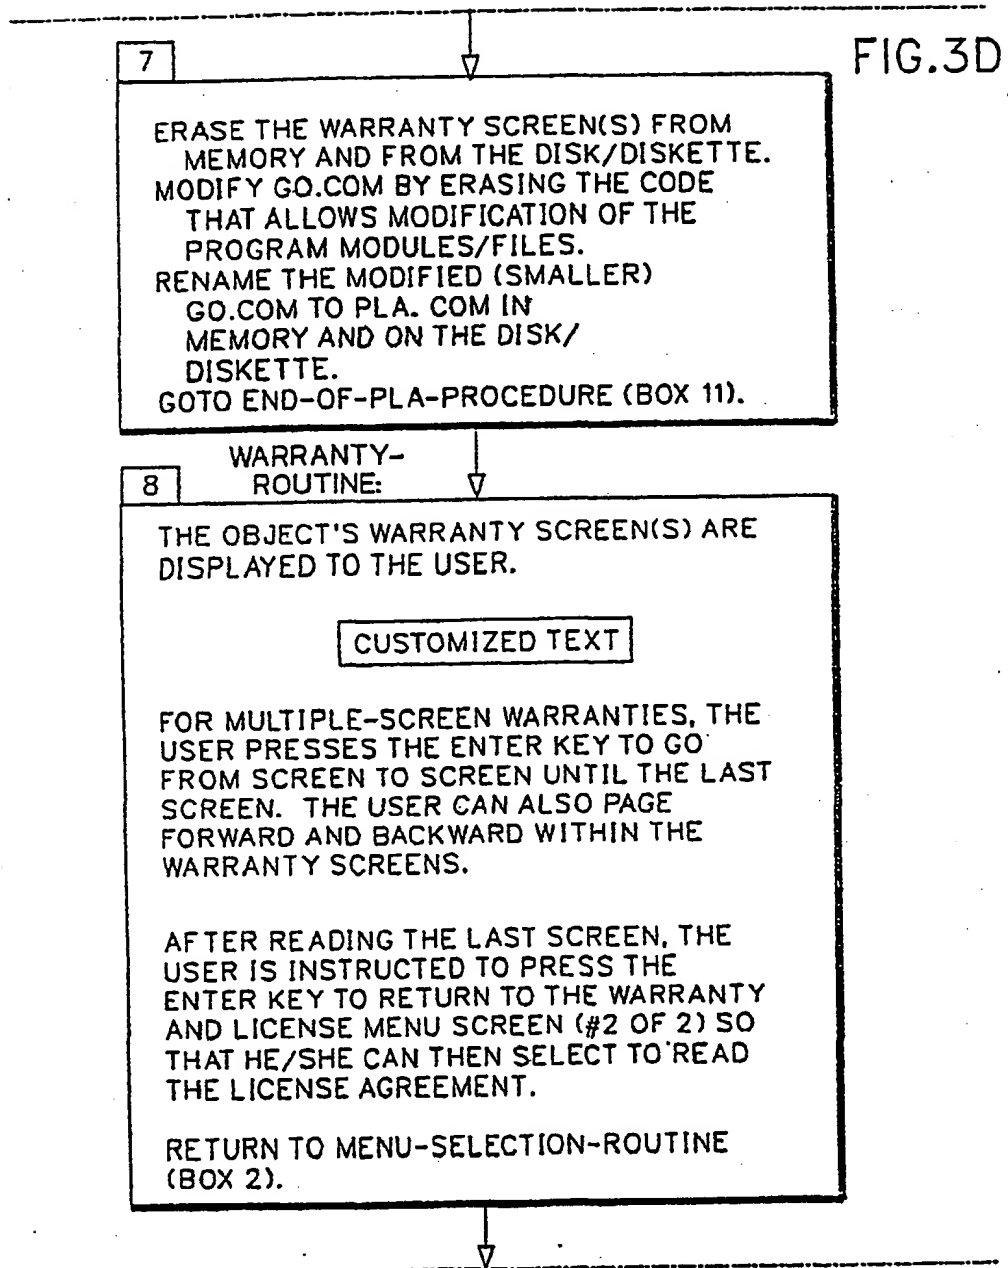 FIG.3D
7
ERASE THE WARRANTY SCREEN(S) FROM
MEMORY AND FROM THE DISK/DISKETTE.
MODIFY GO.COM BY ERASING THE CODE
THAT ALLOWS MODIFICATION OF THE
PROGRAM MODULES/FILES.
RENAME THE MODIFIED (SMALLER)
GO.COM TO PLA. COM IN
MEMORY AND ON THE DISK/
DISKETTE.
GOTO END-OF-PLA-PROCEDURE (BOX 11).
WARRANTY-
ROUTINE:
8
THE OBJECT'S WARRANTY SCREEN(S) ARE
DISPLAYED TO THE USER.
CUSTOMIZED TEXT
FOR MULTIPLE-SCREEN WARRANTIES, THE
USER PRESSES THE ENTER KEY TO GO
FROM SCREEN TO SCREEN UNTIL THE LAST
SCREEN. THE USER CAN ALSO PAGE
FORWARD AND BACKWARD WITHIN THE
WARRANTY SCREENS.
AFTER READING THE LAST SCREEN, THE
USER IS INSTRUCTED TO PRESS THE
ENTER KEY TO RETURN TO THE WARRANTY
AND LICENSE MENU SCREEN (#2 OF 2) SO
THAT HE/SHE CAN THEN SELECT TO READ
THE LICENSE AGREEMENT.
RETURN TO MENU-SELECTION-ROUTINE
(BOX 2).